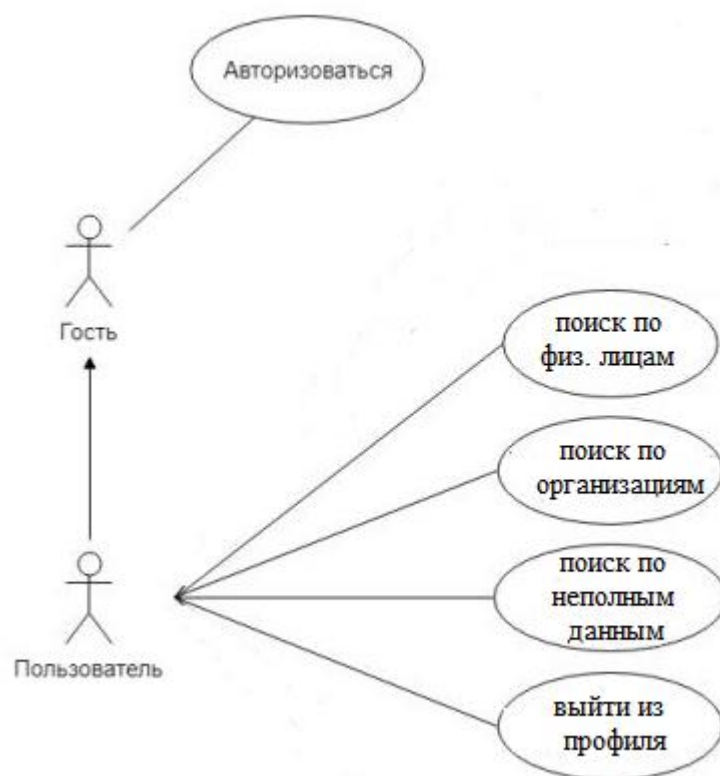 Авторизоваться
Гость
поиск по
физ. лицам
поиск по
организациям
поиск по
неполным
данным
Пользователь
выйти из
профиля